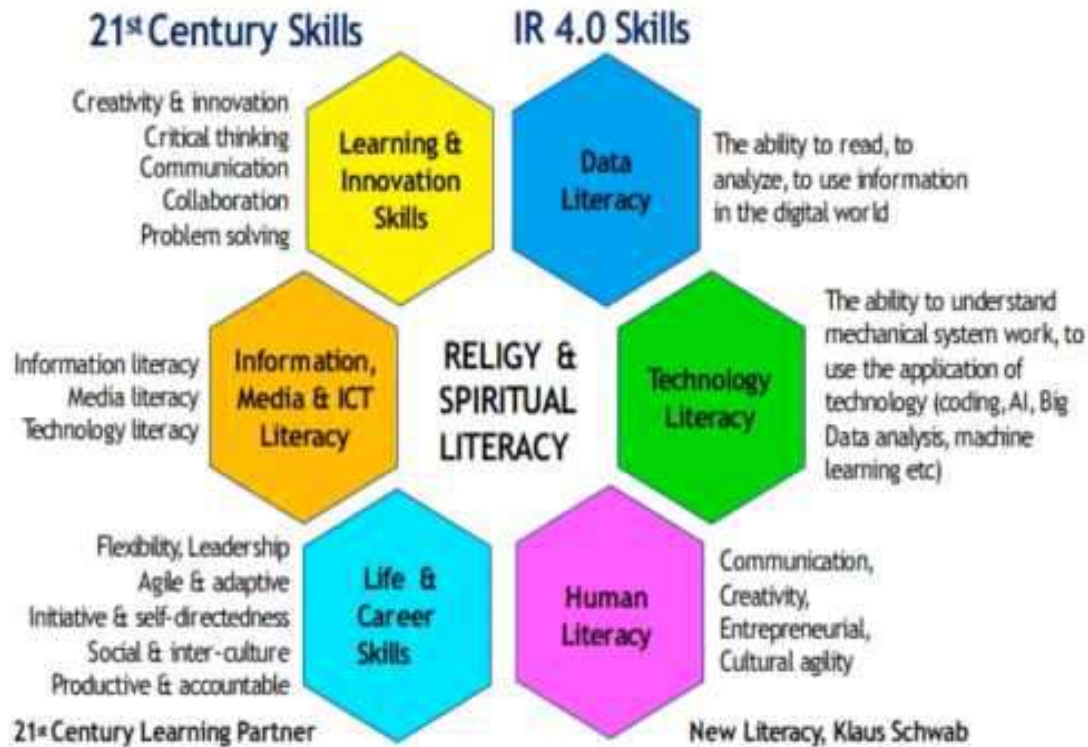 21st Century Skills
IR 4.0 Skills
Creativity & innovation
Critical thinking
Communication
Collaboration
Problem solving
Learning &
Innovation
Skills
Data
Literacy
The ability to read, to
analyze, to use information
in the digital world
Information literacy
Media literacy
Technology literacy
Information,
Media & ICT
Literacy
RELIGY &
SPIRITUAL
LITERACY
Technology
Literacy
The ability to understand
mechanical system work, to
use the application of
technology (coding, AI, Big
Data analysis, machine
learning etc)
Flexibility, Leadership
Agile & adaptive
Initiative & self-directedness
Social & inter-culture
Productive & accountable
Life &
Career
Skills
Human
Literacy
Communication,
Creativity,
Entrepreneurial,
Cultural agility
21st Century Learning Partner
New Literacy, Klaus Schwab